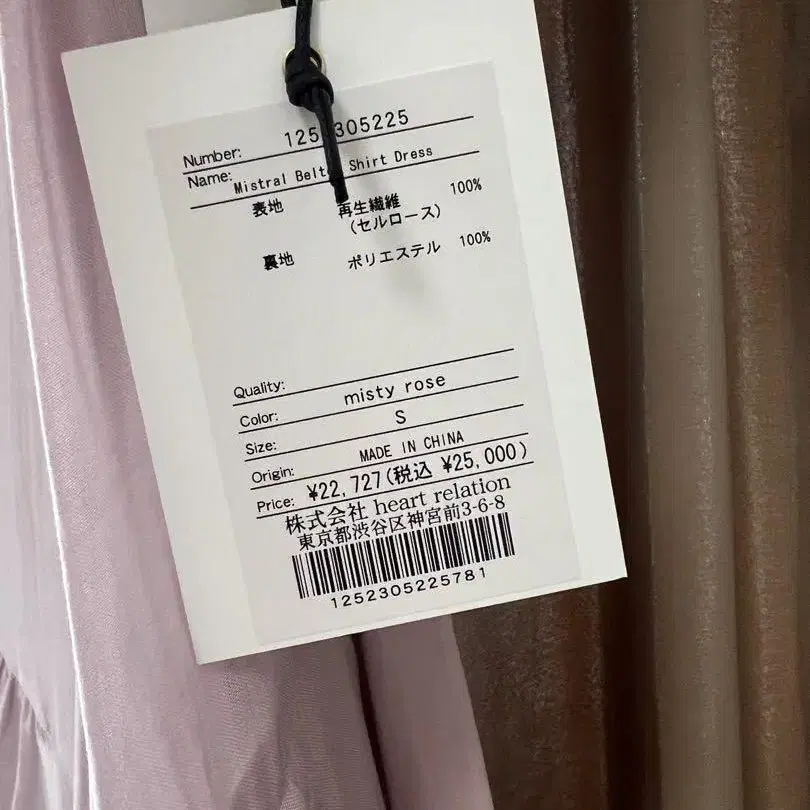 Number: 1252305225
Name: Mistral Belted Shirt Dress
表地 再生繊維 100%
(セルロース)
裏地 ポリエステル 100%
Quality:
Color: misty rose
Size: S
Origin: MADE IN CHINA
Price: ¥22,727(税込 ¥25,000)
株式会社 heart relation
東京都渋谷区神宮前3-6-8
1252305225781